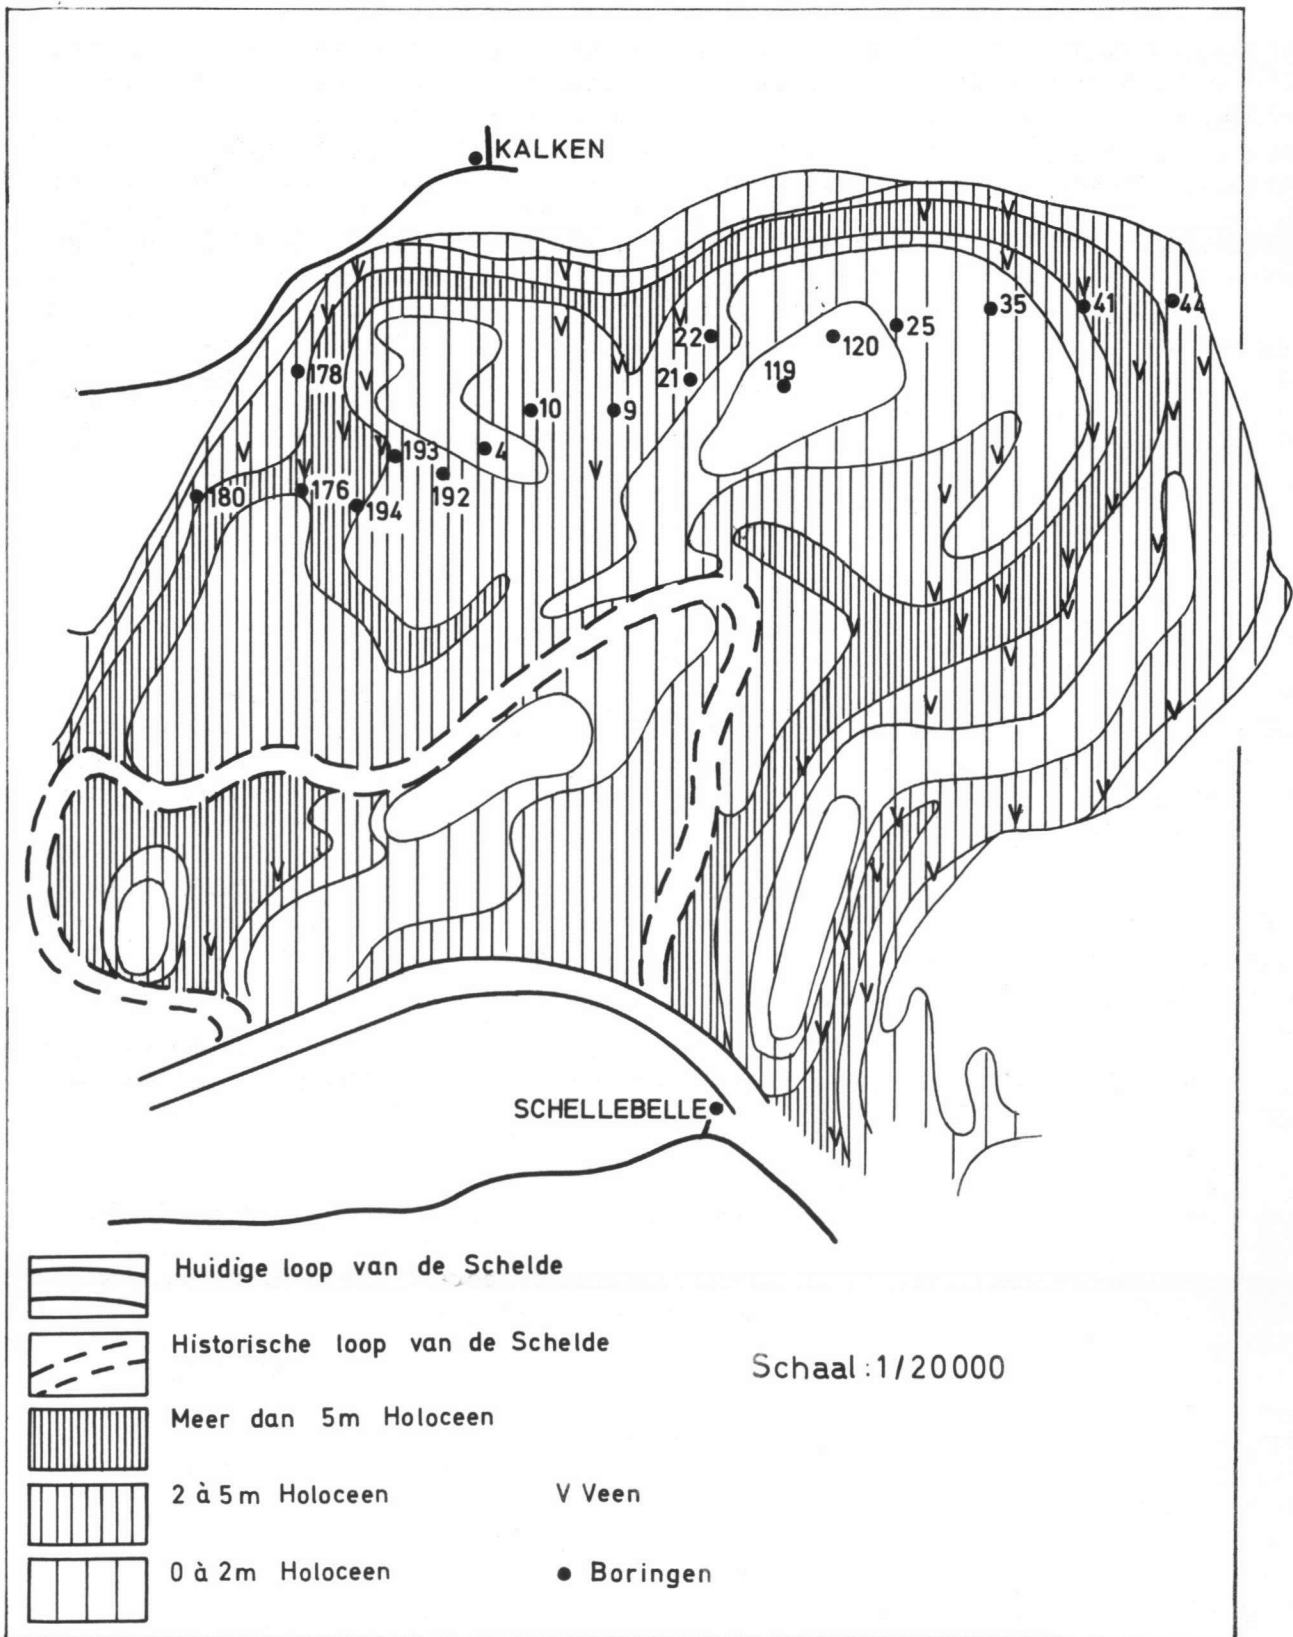 KALKEN
44
41
35
25
22
120
178
21
119
10
9
193
4
192
180
176
194
SCHELLEBELLE
Huidige loop van de Schelde
Historische loop van de Schelde
Schaal : 1/20000
Meer dan 5m Holoceen
2 à 5m Holoceen
V Veen
0 à 2m Holoceen
● Boringen